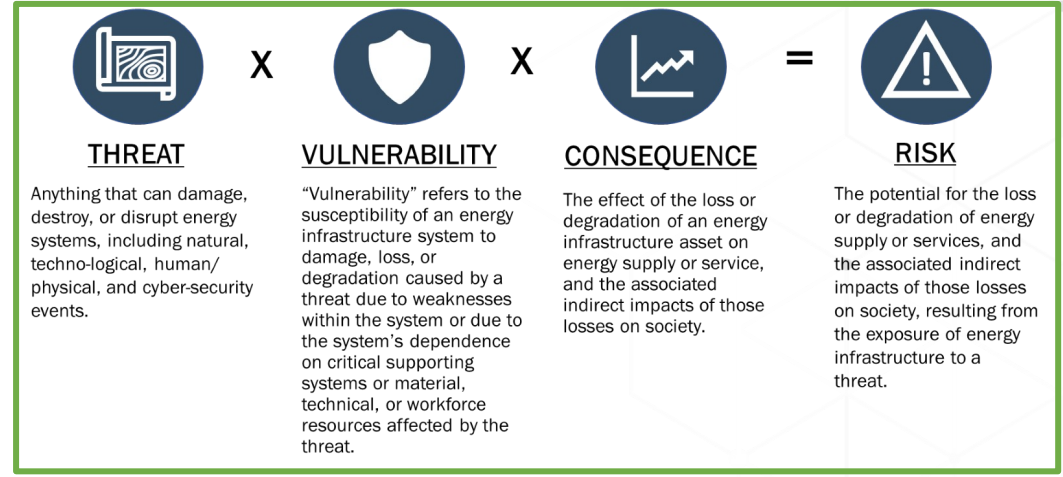 X
X
=
THREAT
Anything that can damage,
destroy, or disrupt energy
systems, including natural,
techno-logical, human/
physical, and cyber-security
events.
VULNERABILITY
“Vulnerability” refers to the
susceptibility of an energy
infrastructure system to
damage, loss, or
degradation caused by a
threat due to weaknesses
within the system or due to
the system’s dependence
on critical supporting
systems or material,
technical, or workforce
resources affected by the
threat.
CONSEQUENCE
The effect of the loss or
degradation of an energy
infrastructure asset on
energy supply or service,
and the associated
indirect impacts of those
losses on society.
RISK
The potential for the loss
or degradation of energy
supply or services, and
the associated indirect
impacts of those losses
on society, resulting from
the exposure of energy
infrastructure to a
threat.